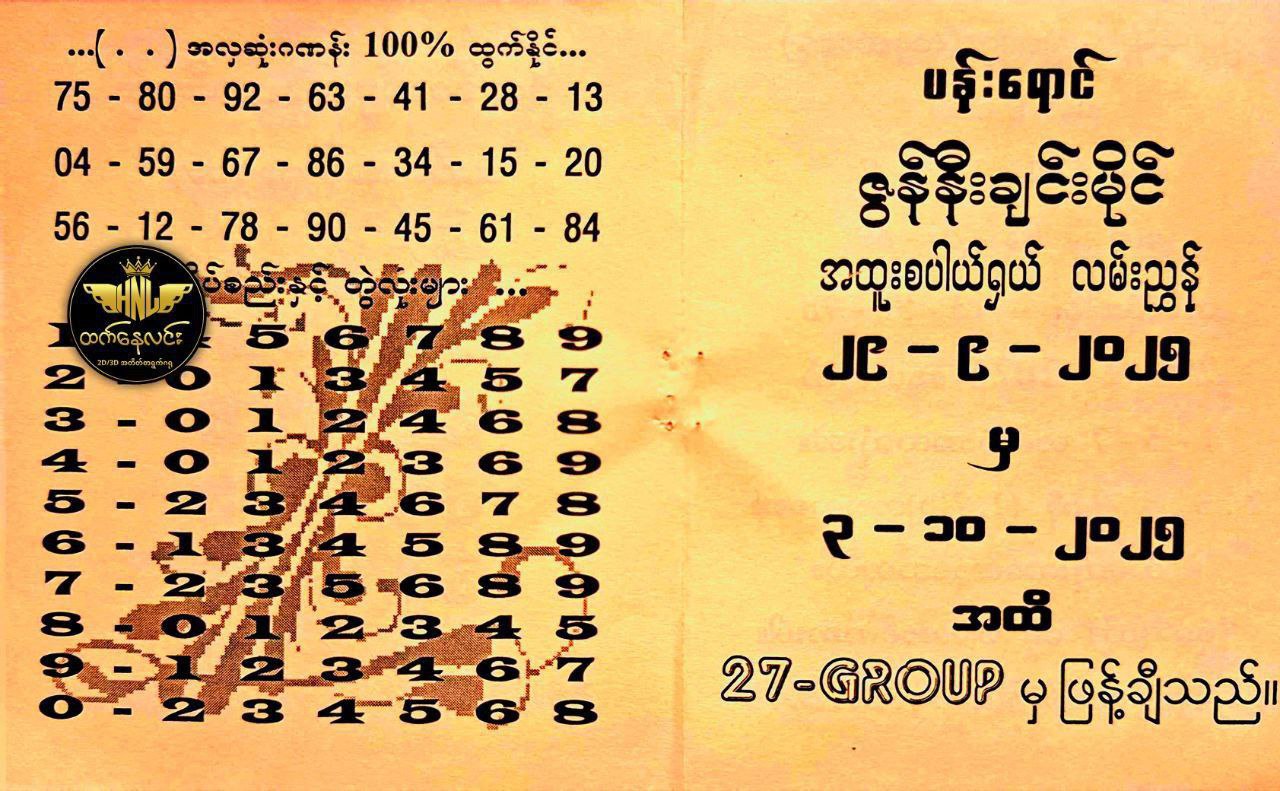 ...( . . ) အလှဆုံးဂဏန်း 100% ထွက်နိုင်...
75 - 80 - 92 - 63 - 41 - 28 - 13
04 - 59 - 67 - 86 - 34 - 15 - 20
56 - 12 - 78 - 90 - 45 - 61 - 84
ပ်စည်းနှင့် တွဲလုံးများ ...
HNL
ထက်နေလင်း
2D/3D အတိတ်တရွက်ဂရု
1 5 6 7 8 9
2 - 0 1 3 4 5 7
3 - 0 1 2 4 6 8
4 - 0 1 2 3 6 9
5 - 2 3 4 6 7 8
6 - 1 3 4 5 8 9
7 - 2 3 5 6 8 9
8 - 0 1 2 3 4 5
9 - 1 2 3 4 6 7
0 - 2 3 4 5 6 8
ပန်းရောင်
ဇွန်နီးချင်းမိုင်
အထူးစပါယ်ရှယ် လမ်းညွှန်
၂၉ – ၉ – ၂၀၂၅
မှ
၃ – ၁၀ – ၂၀၂၅
အထိ
27-GROUP မှ ဖြန့်ချီသည်။